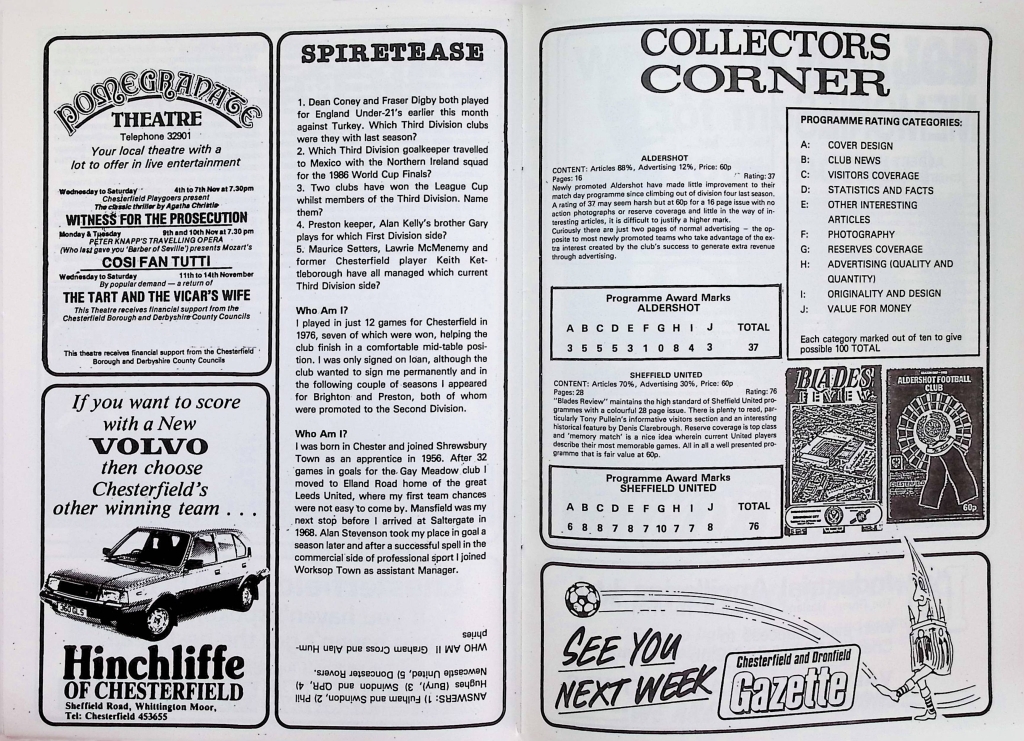 POMEGRANATE
THEATRE
Telephone 32901
Your local theatre with a
lot to offer in live entertainment
Wednesday to Saturday 4th to 7th Nov at 7.30pm
Chesterfield Playgoers present
The classic thriller by Agatha Christie
WITNESS FOR THE PROSECUTION
Monday & Tuesday 9th and 10th Nov at 7.30 pm
PETER KNAPP'S TRAVELLING OPERA
(Who last gave you 'Barber of Seville') presents Mozart's
COSI FAN TUTTI
Wednesday to Saturday 11th to 14th November
By popular demand — a return of
THE TART AND THE VICAR'S WIFE
This Theatre receives financial support from the
Chesterfield Borough and Derbyshire County Councils
This theatre receives financial support from the Chesterfield
Borough and Derbyshire County Councils
If you want to score
with a New
VOLVO
then choose
Chesterfield's
other winning team . . .
360 GLS
Hinchliffe
OF CHESTERFIELD
Sheffield Road, Whittington Moor,
Tel: Chesterfield 453655
SPIRETEASE
1. Dean Coney and Fraser Digby both played
for England Under-21's earlier this month
against Turkey. Which Third Division clubs
were they with last season?
2. Which Third Division goalkeeper travelled
to Mexico with the Northern Ireland squad
for the 1986 World Cup Finals?
3. Two clubs have won the League Cup
whilst members of the Third Division. Name
them?
4. Preston keeper, Alan Kelly's brother Gary
plays for which First Division side?
5. Maurice Setters, Lawrie McMenemy and
former Chesterfield player Keith Ket-
tleborough have all managed which current
Third Division side?
Who Am I?
I played in just 12 games for Chesterfield in
1976, seven of which were won, helping the
club finish in a comfortable mid-table posi-
tion. I was only signed on loan, although the
club wanted to sign me permanently and in
the following couple of seasons I appeared
for Brighton and Preston, both of whom
were promoted to the Second Division.
Who Am I?
I was born in Chester and joined Shrewsbury
Town as an apprentice in 1956. After 32
games in goals for the Gay Meadow club I
moved to Elland Road home of the great
Leeds United, where my first team chances
were not easy to come by. Mansfield was my
next stop before I arrived at Saltergate in
1968. Alan Stevenson took my place in goal a
season later and after a successful spell in the
commercial side of professional sport I joined
Worksop Town as assistant Manager.
ANSWERS: 1) Fulham and Swindon, 2) Phil
Hughes (Bury), 3) Swindon and QPR, 4)
Newcastle United, 5) Doncaster Rovers.
WHO AM I! Graham Cross and Alan Hum-
phries
COLLECTORS
CORNER
ALDERSHOT
CONTENT: Articles 88%, Advertising 12%, Price: 60p
Pages: 16 Rating: 37
Newly promoted Aldershot have made little improvement to their
match day programme since climbing out of division four last season.
A rating of 37 may seem harsh but at 60p for a 16 page issue with no
action photographs or reserve coverage and little in the way of in-
teresting articles, it is difficult to justify a higher mark.
Curiously there are just two pages of normal advertising – the op-
posite to most newly promoted teams who take advantage of the ex-
tra interest created by the club's success to generate extra revenue
through advertising.
Programme Award Marks
ALDERSHOT
A B C D E F G H I J TOTAL
3 5 5 5 3 1 0 8 4 3 37
SHEFFIELD UNITED
CONTENT: Articles 70%, Advertising 30%, Price: 60p
Pages: 28 Rating: 76
"Blades Review" maintains the high standard of Sheffield United pro-
grammes with a colourful 28 page issue. There is plenty to read, par-
ticularly Tony Pullein's informative visitors section and an interesting
historical feature by Denis Clarebrough. Reserve coverage is top class
and 'memory match' is a nice idea wherein current United players
describe their most memorable games. All in all a well presented pro-
gramme that is fair value at 60p.
Programme Award Marks
SHEFFIELD UNITED
A B C D E F G H I J TOTAL
6 8 8 7 8 7 10 7 7 8 76
PROGRAMME RATING CATEGORIES:
A: COVER DESIGN
B: CLUB NEWS
C: VISITORS COVERAGE
D: STATISTICS AND FACTS
E: OTHER INTERESTING
ARTICLES
F: PHOTOGRAPHY
G: RESERVES COVERAGE
H: ADVERTISING (QUALITY AND
QUANTITY)
I: ORIGINALITY AND DESIGN
J: VALUE FOR MONEY
Each category marked out of ten to give
possible 100 TOTAL
BLADES
REVIEW
ALDERSHOT FOOTBALL
CLUB
60p
SEE YOU
NEXT WEEK
Chesterfield and Dronfield
Gazette